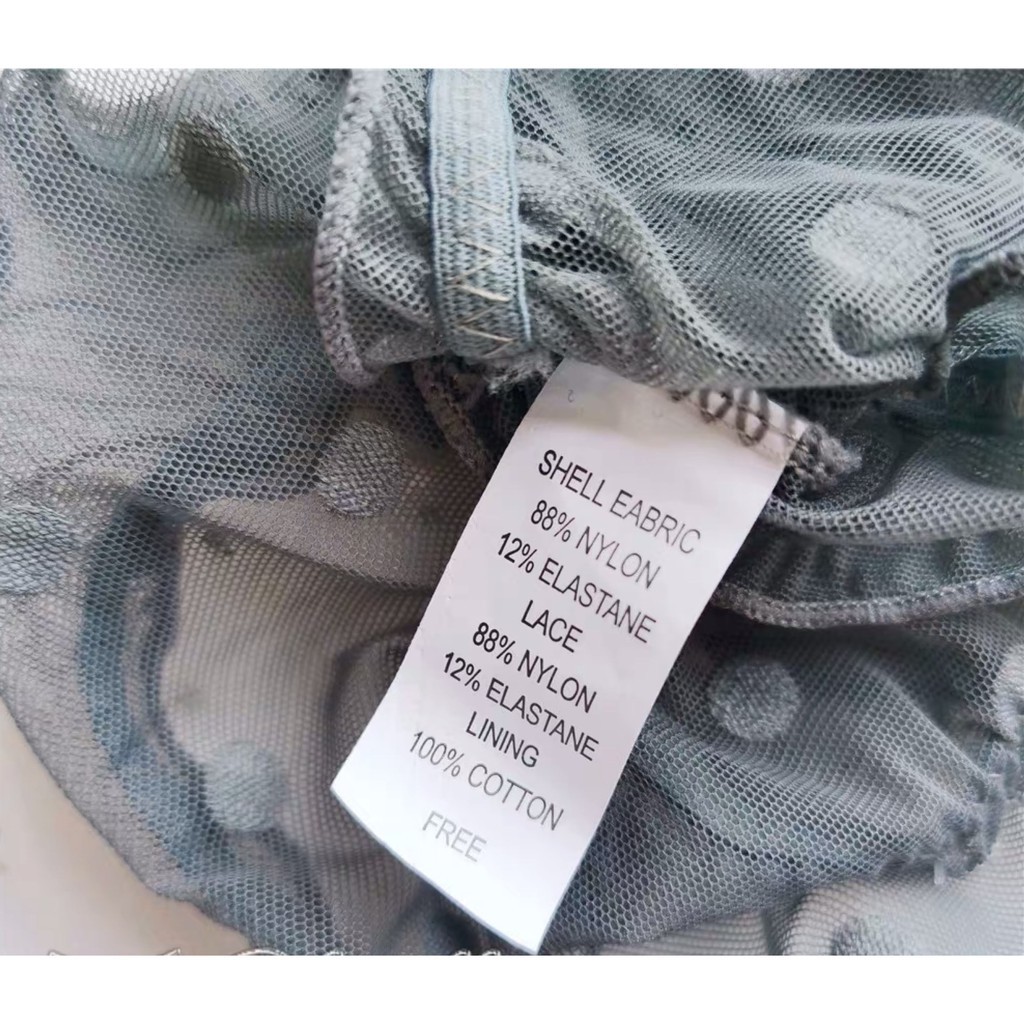 SHELL EABRIC
88% NYLON
12% ELASTANE
LACE
88% NYLON
12% ELASTANE
LINING
100% COTTON
FREE